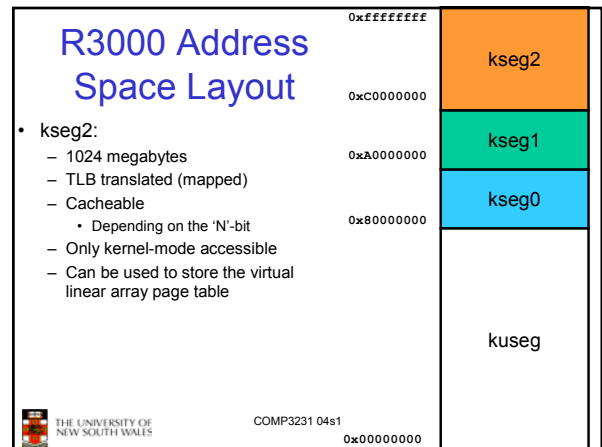 R3000 Address
Space Layout
• kseg2:
– 1024 megabytes
– TLB translated (mapped)
– Cacheable
• Depending on the ‘N’-bit
– Only kernel-mode accessible
– Can be used to store the virtual
linear array page table
0xffffffff
kseg2
0xC0000000
kseg1
0xA0000000
kseg0
0x80000000
kuseg
0x00000000
THE UNIVERSITY OF
NEW SOUTH WALES
COMP3231 04s1